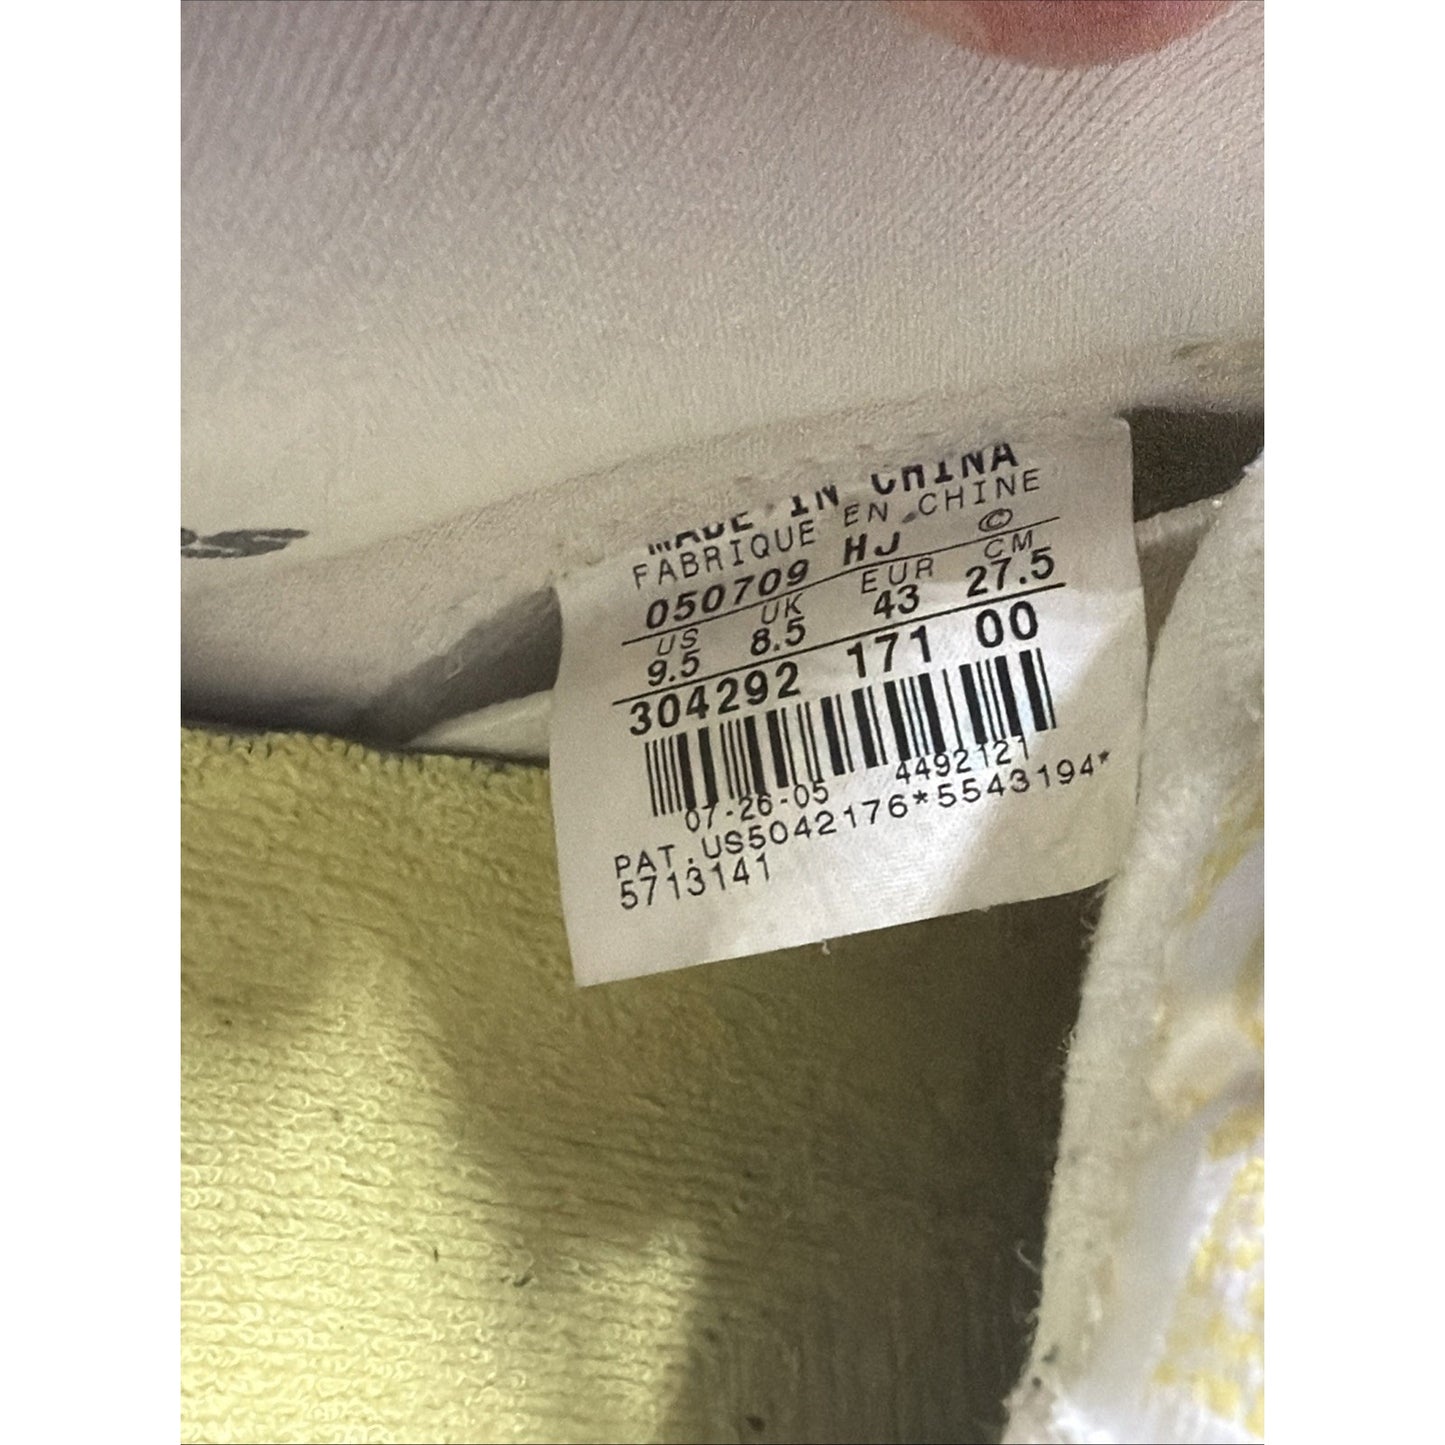 MADE IN CHINA
FABRIQUE EN CHINE
050709 HJ ©
US UK EUR CM
9.5 8.5 43 27.5
304292 171 00
07-26-05 4492121
PAT.US5042176*5543194*
5713141